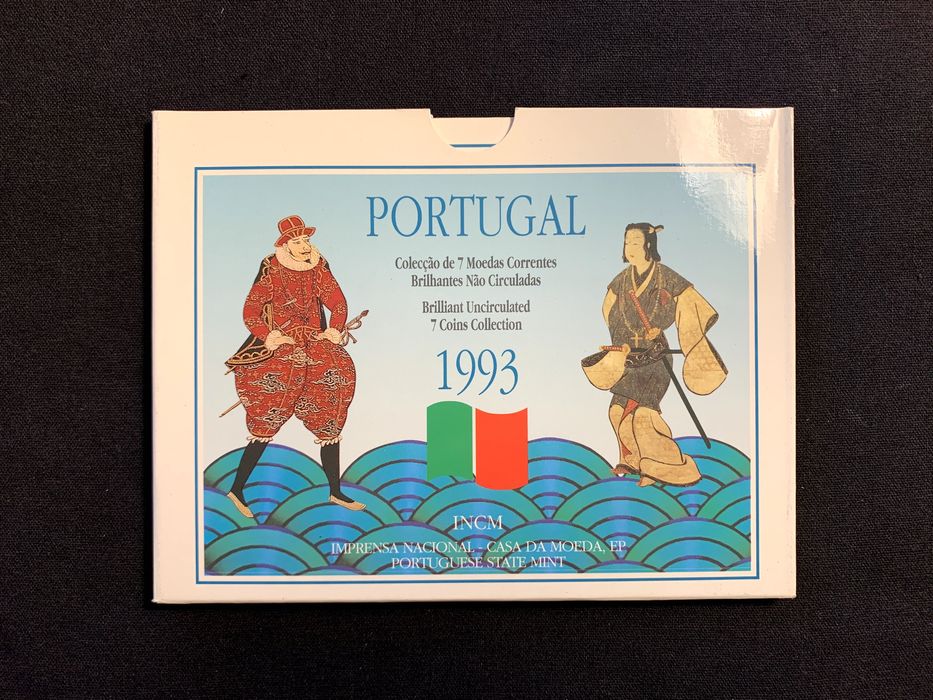 PORTUGAL
Colecção de 7 Moedas Correntes
Brilhantes Não Circuladas
Brilliant Uncirculated
7 Coins Collection
1993
INCM
IMPRENSA NACIONAL - CASA DA MOEDA, EP
PORTUGUESE STATE MINT